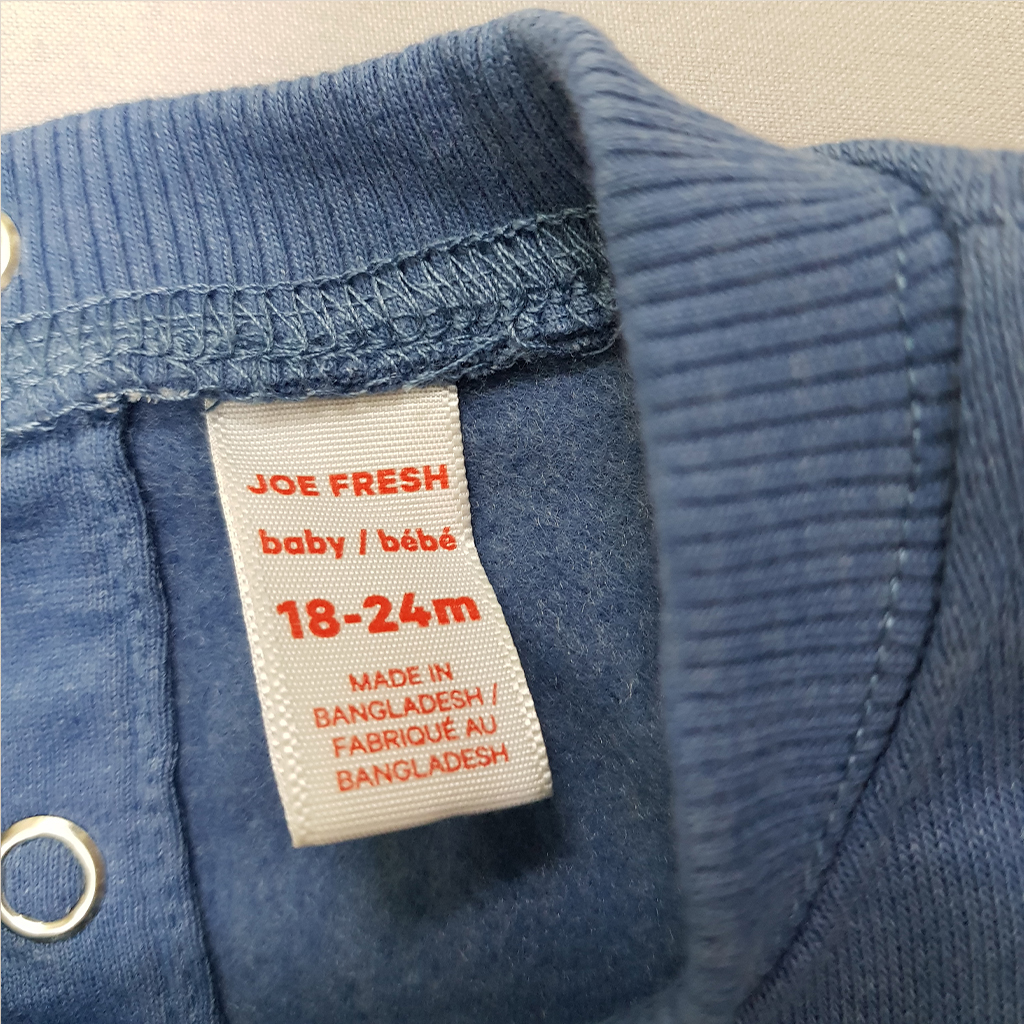 JOE FRESH
baby / bébé
18-24m
MADE IN
BANGLADESH /
FABRIQUÉ AU
BANGLADESH